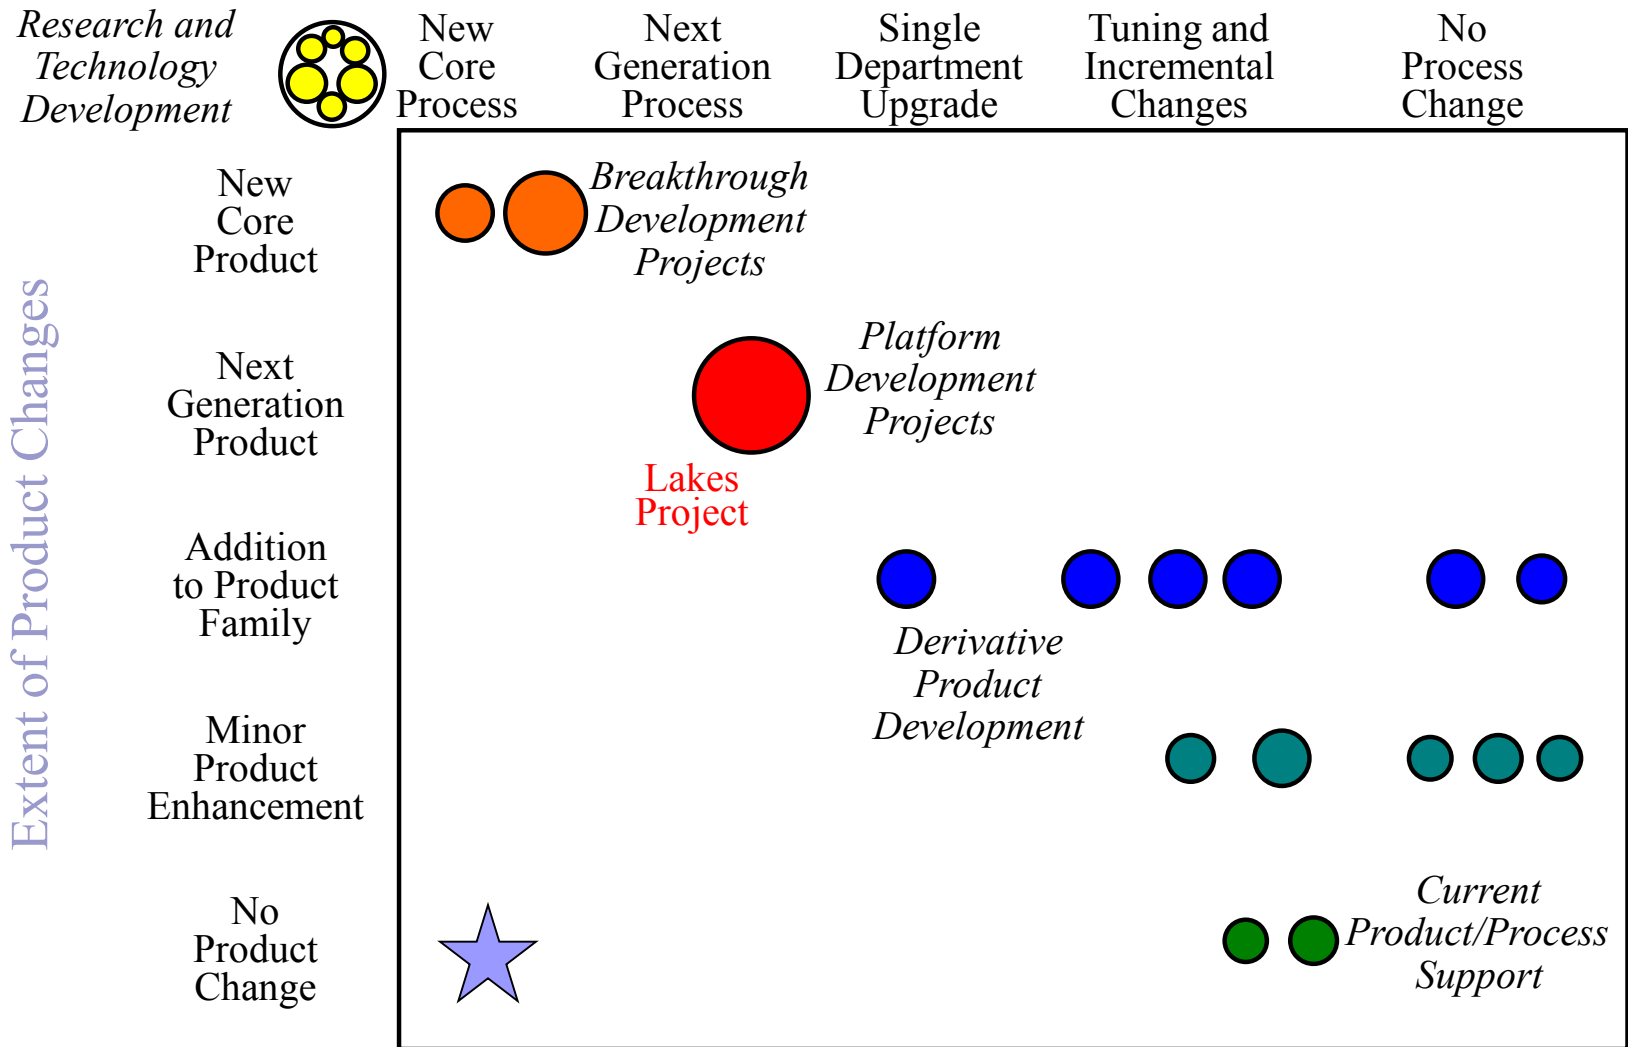 Research and
Technology
Development
New
Core
Process
Next
Generation
Process
Single
Department
Upgrade
Tuning and
Incremental
Changes
No
Process
Change
Extent of Product Changes
New
Core
Product
Breakthrough
Development
Projects
Next
Generation
Product
Platform
Development
Projects
Lakes
Project
Addition
to Product
Family
Derivative
Product
Development
Minor
Product
Enhancement
No
Product
Change
Current
Product/Process
Support